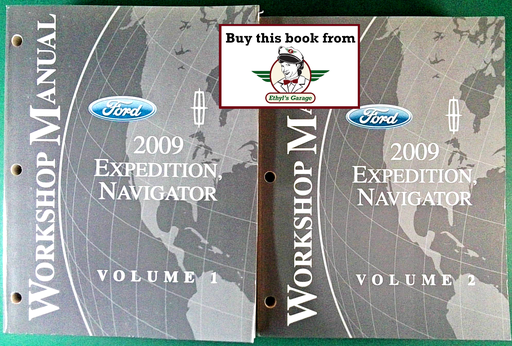 WORKSHOP MANUAL
Ford
2009
EXPEDITION,
NAVIGATOR
VOLUME 1
Buy this book from
Ethyl's Garage
WORKSHOP MA
Ford
2009
EXPEDITION,
NAVIGATOR
VOLUME 2